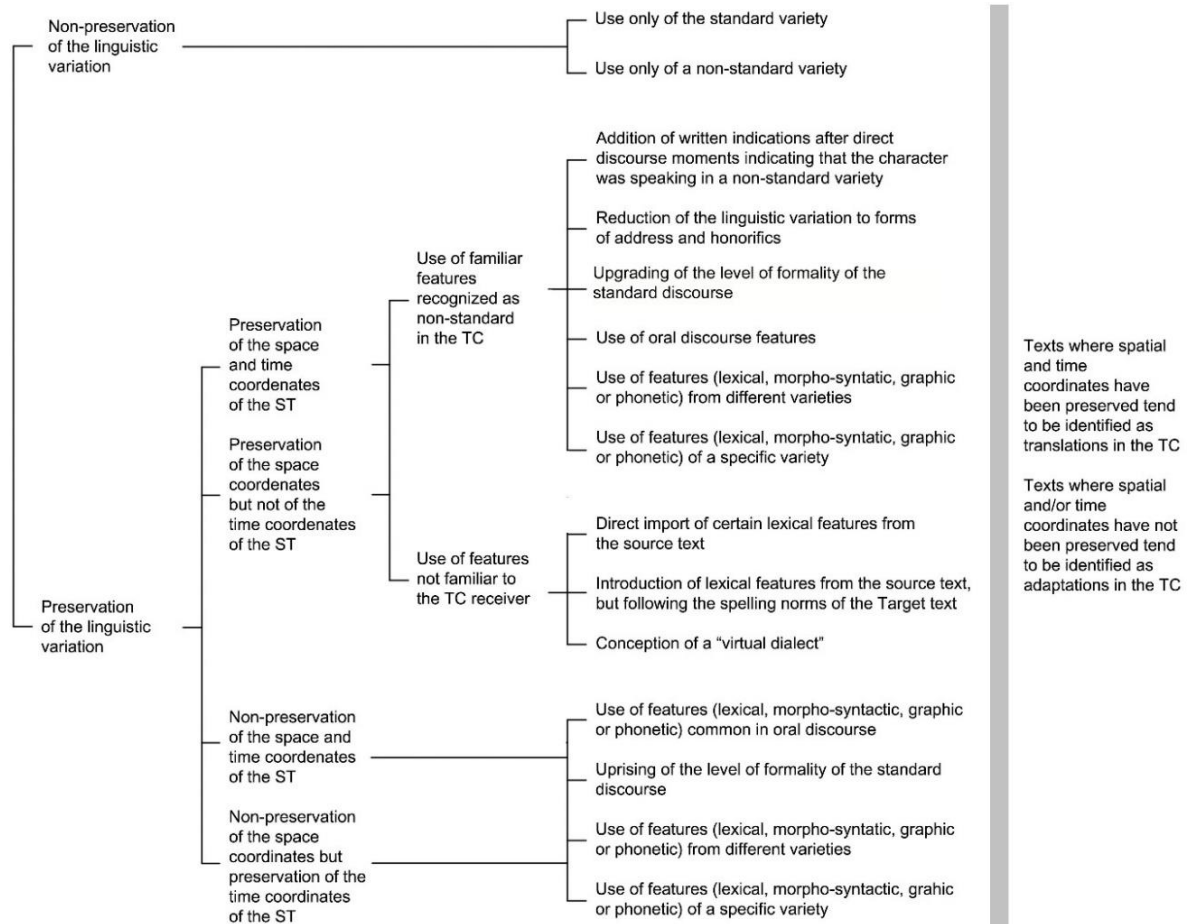 Non-preservation
of the linguistic
variation
Use only of the standard variety
Use only of a non-standard variety
Preservation
of the linguistic
variation
Preservation
of the space
and time
coordenates
of the ST
Preservation
of the space
coordenates
but not of the
time coordenates
of the ST
Use of familiar
features
recognized as
non-standard
in the TC
Addition of written indications after direct
discourse moments indicating that the character
was speaking in a non-standard variety
Reduction of the linguistic variation to forms
of address and honorifics
Upgrading of the level of formality of the
standard discourse
Use of oral discourse features
Use of features (lexical, morpho-syntatic, graphic
or phonetic) from different varieties
Use of features (lexical, morpho-syntatic, graphic
or phonetic) of a specific variety
Use of features
not familiar to
the TC receiver
Direct import of certain lexical features from
the source text
Introduction of lexical features from the source text,
but following the spelling norms of the Target text
Conception of a “virtual dialect”
Non-preservation
of the space and
time coordenates
of the ST
Non-preservation
of the space
coordinates but
preservation of the
time coordinates
of the ST
Use of features (lexical, morpho-syntactic, graphic
or phonetic) common in oral discourse
Uprising of the level of formality of the standard
discourse
Use of features (lexical, morpho-syntatic, graphic
or phonetic) from different varieties
Use of features (lexical, morpho-syntactic, grahic
or phonetic) of a specific variety
Texts where spatial
and time
coordinates have
been preserved tend
to be identified as
translations in the TC
Texts where spatial
and/or time
coordinates have not
been preserved tend
to be identified as
adaptations in the TC